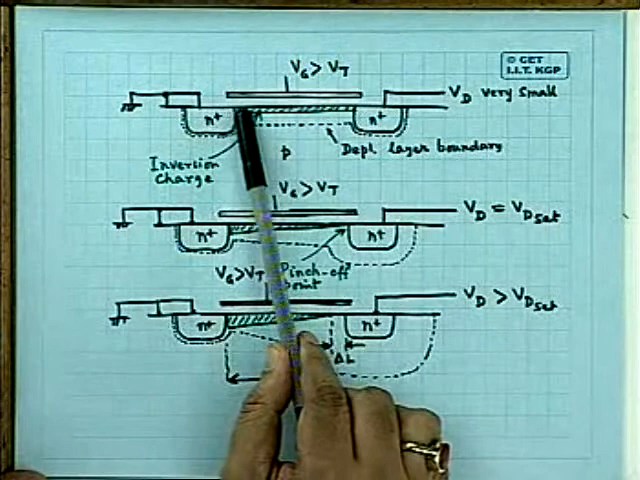 © CET
I.I.T. KGP
VG > VT
VD very small
n+
n+
Depl. layer boundary
p
Inversion
Charge
VG > VT
VD = VDsat
n+
n+
VG > VT
Pinch-off
point
VD > VDsat
n+
n+
ΔL